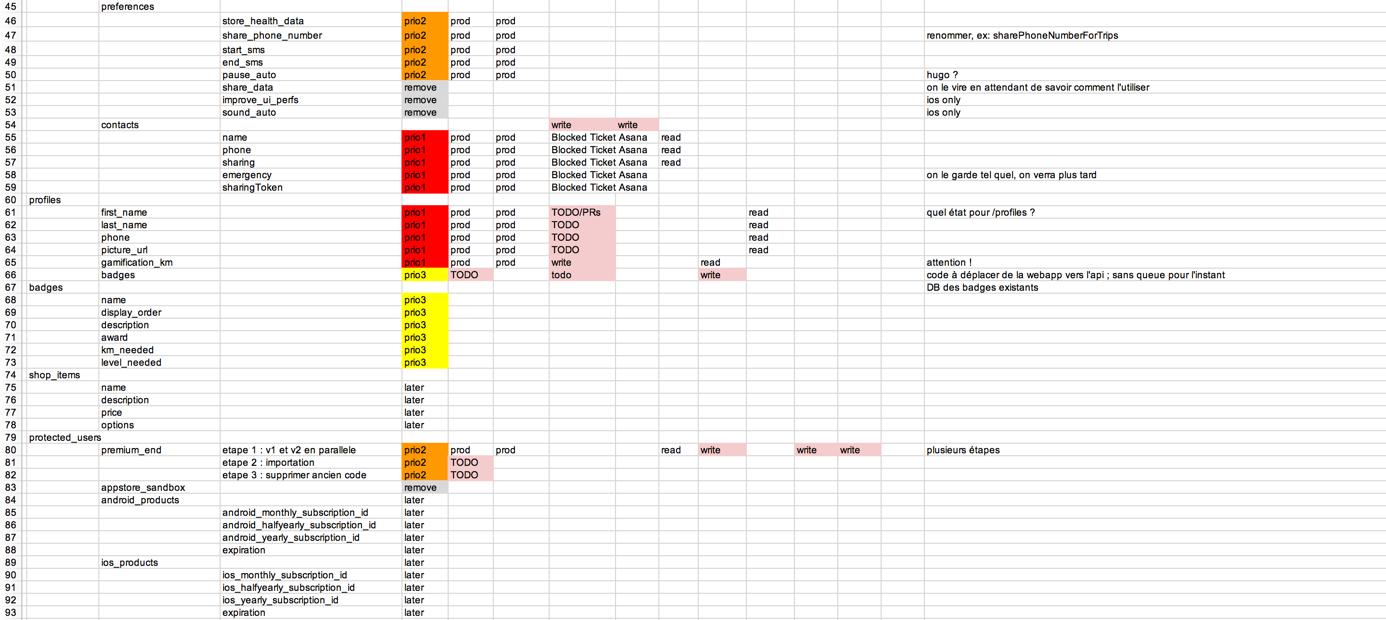 45 preferences
46 store_health_data prio2 prod prod
47 share_phone_number prio2 prod prod renommer, ex: sharePhoneNumberForTrips
48 start_sms prio2 prod prod
49 end_sms prio2 prod prod
50 pause_auto prio2 prod prod hugo ?
51 share_data remove on le vire en attendant de savoir comment l'utiliser
52 improve_ui_perfs remove ios only
53 sound_auto remove ios only
54 contacts write write
55 name prio1 prod prod Blocked Ticket Asana read
56 phone prio1 prod prod Blocked Ticket Asana read
57 sharing prio1 prod prod Blocked Ticket Asana read
58 emergency prio1 prod prod Blocked Ticket Asana on le garde tel quel, on verra plus tard
59 sharingToken prio1 prod prod Blocked Ticket Asana
60 profiles
61 first_name prio1 prod prod TODO/PRs read quel état pour /profiles ?
62 last_name prio1 prod prod TODO read
63 phone prio1 prod prod TODO read
64 picture_url prio1 prod prod TODO read
65 gamification_km prio1 prod prod write read attention !
66 badges prio3 TODO todo write code à déplacer de la webapp vers l'api ; sans queue pour l'instant
67 badges DB des badges existants
68 name prio3
69 display_order prio3
70 description prio3
71 award prio3
72 km_needed prio3
73 level_needed prio3
74 shop_items
75 name later
76 description later
77 price later
78 options later
79 protected_users
80 premium_end etape 1 : v1 et v2 en parallele prio2 prod prod read write write write plusieurs étapes
81 etape 2 : importation prio2 TODO
82 etape 3 : supprimer ancien code prio2 TODO
83 appstore_sandbox remove
84 android_products later
85 android_monthly_subscription_id later
86 android_halfyearly_subscription_id later
87 android_yearly_subscription_id later
88 expiration later
89 ios_products later
90 ios_monthly_subscription_id later
91 ios_halfyearly_subscription_id later
92 ios_yearly_subscription_id later
93 expiration later